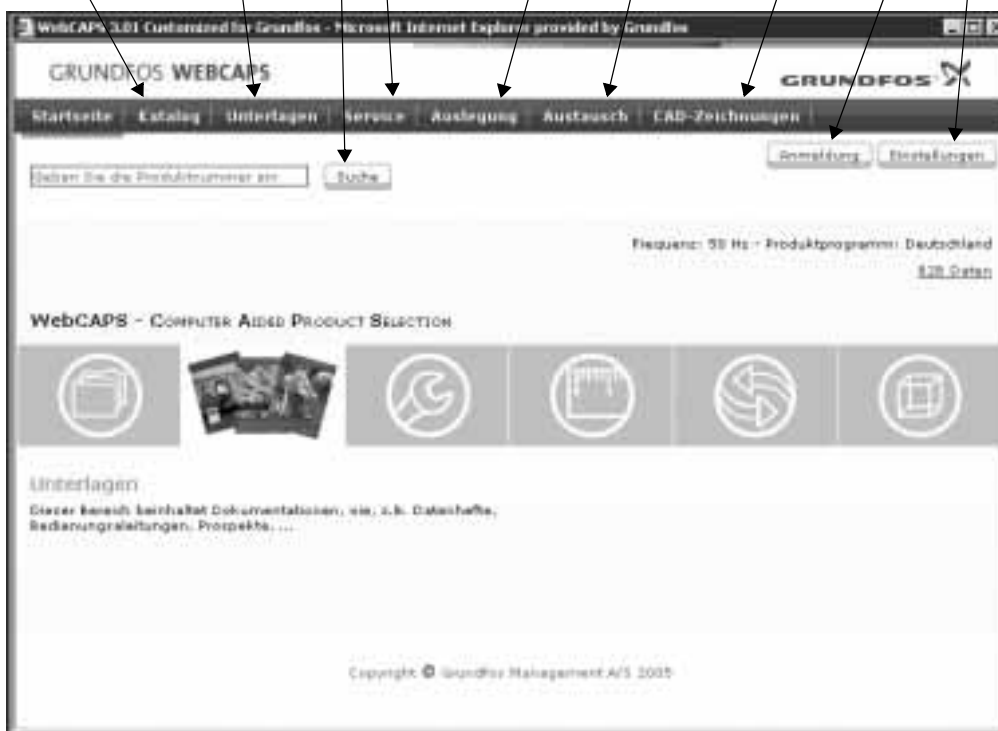 WebCAPS 3.01 Customized for Grundfos - Microsoft Internet Explorer provided by Grundfos
GRUNDFOS WEBCAPS
GRUNDFOS
Startseite Katalog Unterlagen Service Auslegung Austausch CAD-Zeichnungen
Anmeldung Einstellungen
Geben Sie die Produktnummer ein Suche
Frequenz: 50 Hz - Produktprogramm: Deutschland
B2B Daten
WebCAPS - COMPUTER AIDED PRODUCT SELECTION
Unterlagen
Dieser Bereich beinhaltet Dokumentationen, wie, z.B. Datenhefte,
Bedienungsleitungen, Prospekte, ...
Copyright © Grundfos Management A/S 2005